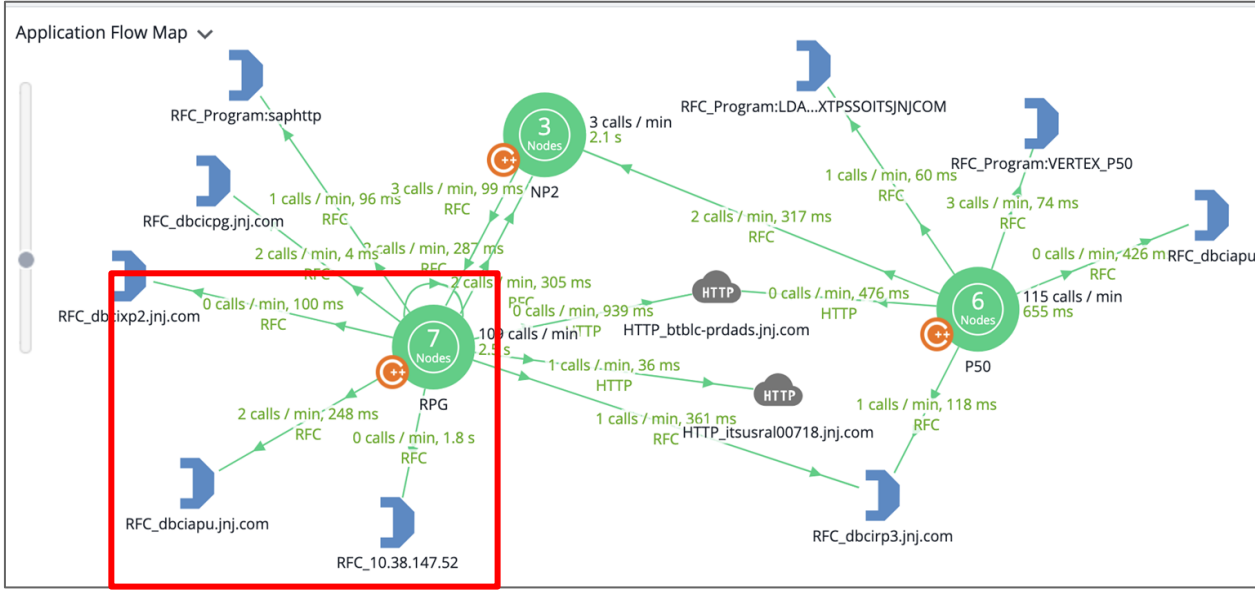 Application Flow Map
RFC_Program:saphttp
RFC_Program:LDA...XTPSSOITSJNJCOM
3
Nodes
3 calls / min
2.1 s
NP2
RFC_Program:VERTEX_P50
1 calls / min, 60 ms
RFC
3 calls / min, 74 ms
RFC
RFC_dbcicpg.jnj.com
1 calls / min, 96 ms
RFC
3 calls / min, 99 ms
RFC
2 calls / min, 317 ms
RFC
0 calls / min, 426 m
RFC
RFC_dbciapu
2 calls / min, 4 ms
RFC
calls / min, 287 ms
RFC
2 calls / min, 305 ms
RFC
RFC_dbcixp2.jnj.com
0 calls / min, 100 ms
RFC
HTTP
0 calls / min, 939 ms
HTTP_btblc-prdads.jnj.com
0 calls / min, 476 ms
HTTP
6
Nodes
115 calls / min
655 ms
P50
7
Nodes
109 calls / min
RPG
1 calls / min, 36 ms
HTTP
HTTP
HTTP_itsusral00718.jnj.com
2 calls / min, 248 ms
RFC
0 calls / min, 1.8 s
RFC
1 calls / min, 361 ms
RFC
1 calls / min, 118 ms
RFC
RFC_dbciapu.jnj.com
RFC_10.38.147.52
RFC_dbcirp3.jnj.com